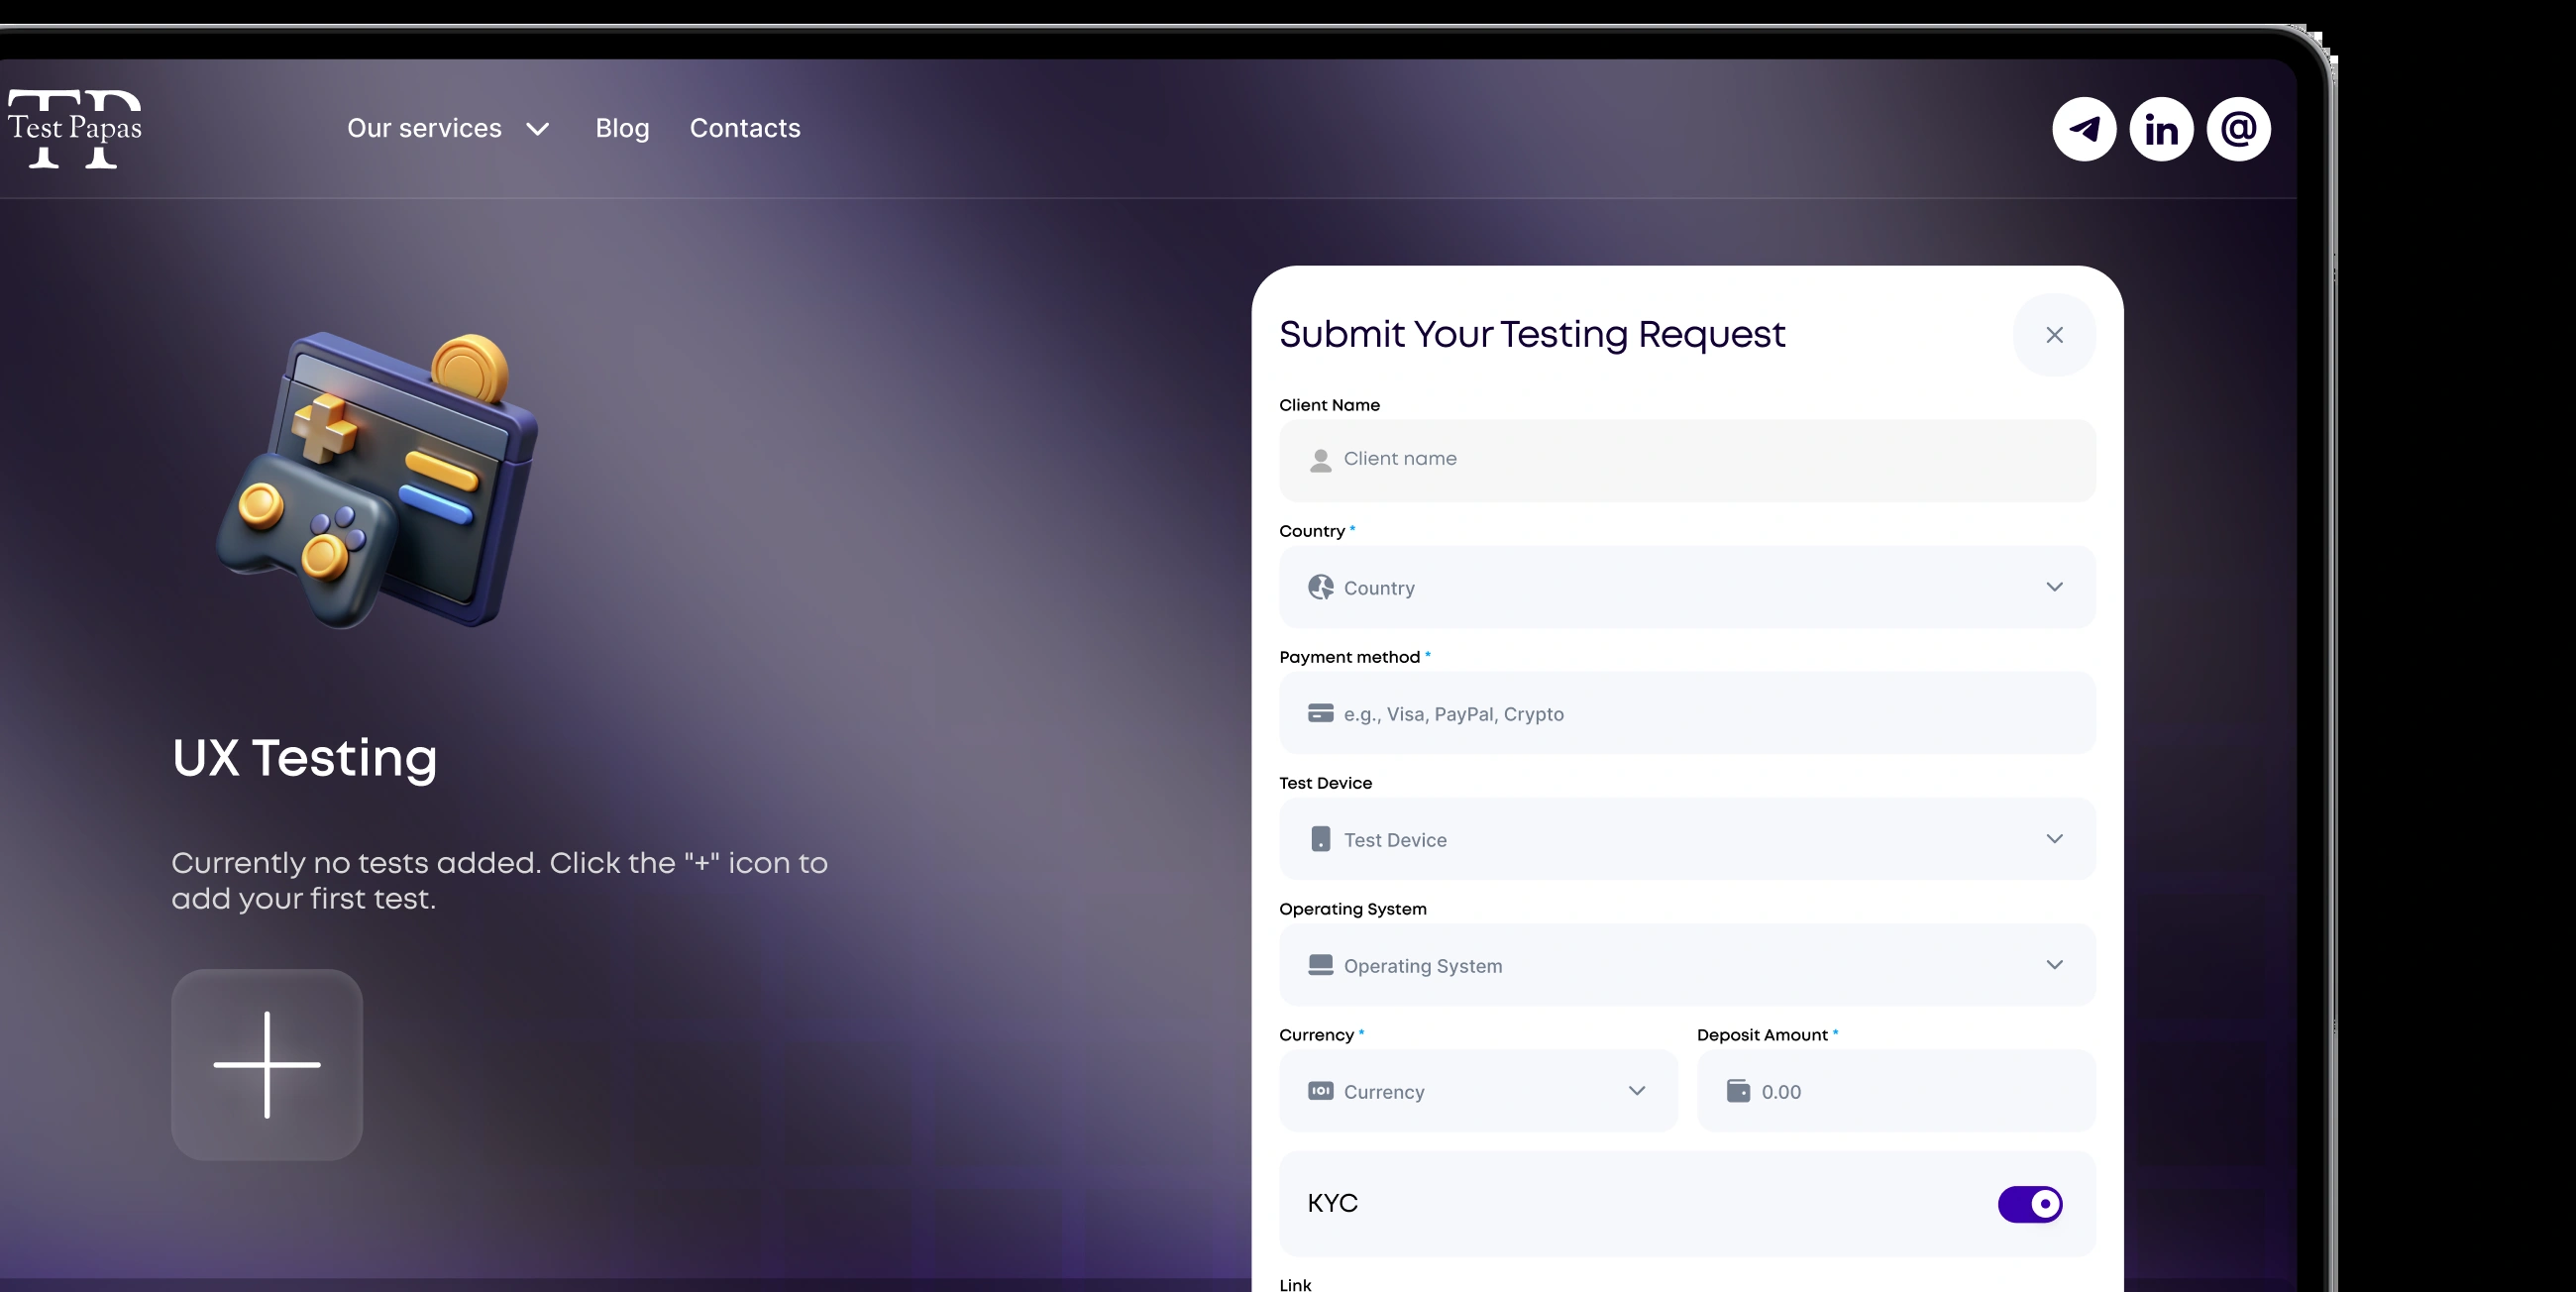 TP
Test Papas
Our services
Blog
Contacts
in
@
UX Testing
Currently no tests added. Click the "+" icon to
add your first test.
Submit Your Testing Request
Client Name
Client name
Country *
Country
Payment method *
e.g., Visa, PayPal, Crypto
Test Device
Test Device
Operating System
Operating System
Currency *
Currency
Deposit Amount *
0.00
KYC
Link